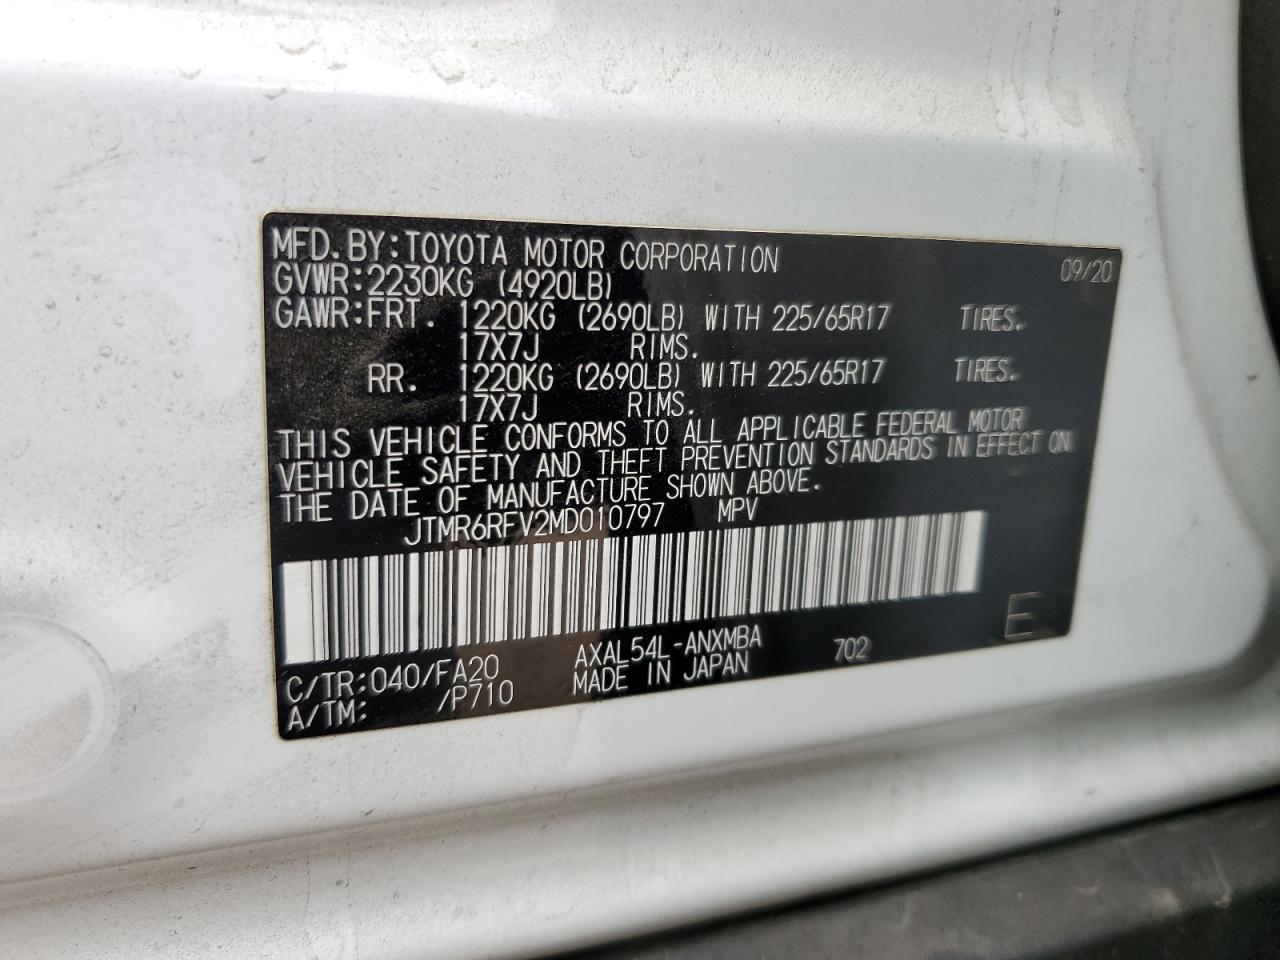 MFD.BY:TOYOTA MOTOR CORPORATION 09/20
GVWR:2230KG (4920LB)
GAWR:FRT. 1220KG (2690LB) WITH 225/65R17 TIRES.
17X7J RIMS.
RR. 1220KG (2690LB) WITH 225/65R17 TIRES.
17X7J RIMS.
THIS VEHICLE CONFORMS TO ALL APPLICABLE FEDERAL MOTOR
VEHICLE SAFETY AND THEFT PREVENTION STANDARDS IN EFFECT ON
THE DATE OF MANUFACTURE SHOWN ABOVE.
JTMR6RFV2MD010797 MPV
C/TR:040/FA20 AXAL54L-ANXMBA 702 E
A/TM: /P710 MADE IN JAPAN